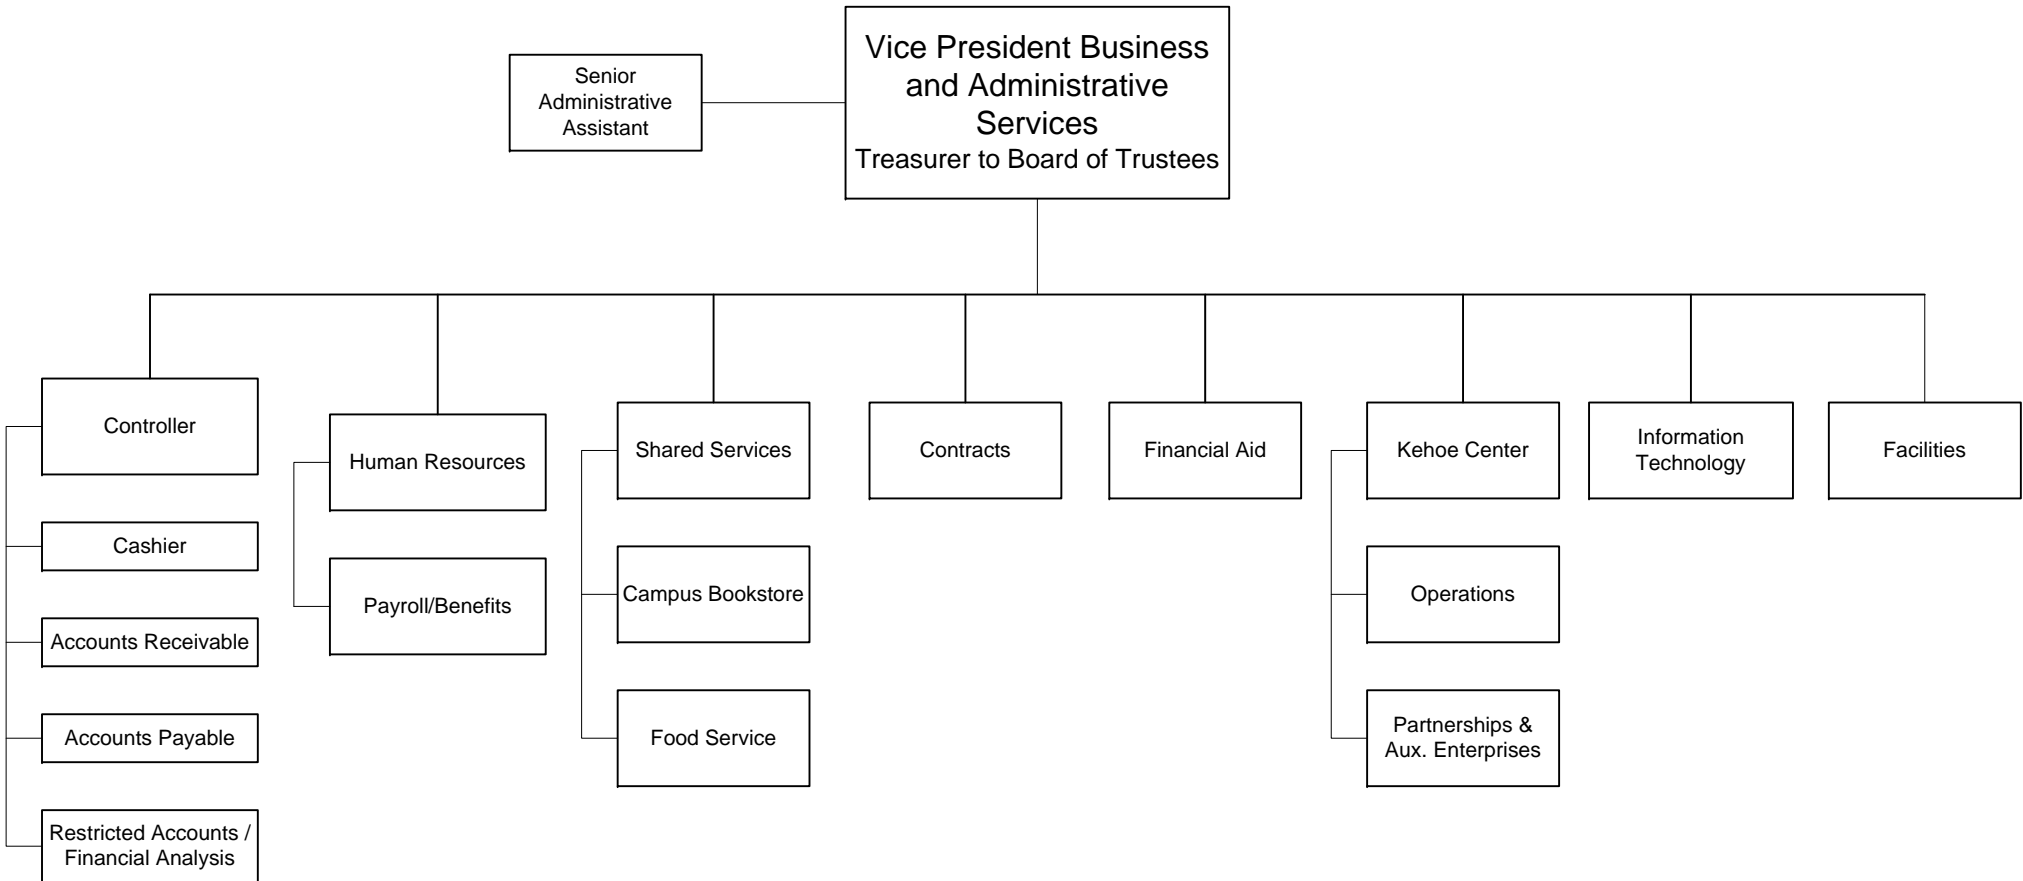 Vice President Business
and Administrative
Services
Treasurer to Board of Trustees
Senior
Administrative
Assistant
Controller
Cashier
Accounts Receivable
Accounts Payable
Restricted Accounts /
Financial Analysis
Human Resources
Payroll/Benefits
Shared Services
Campus Bookstore
Food Service
Contracts
Financial Aid
Kehoe Center
Operations
Partnerships &
Aux. Enterprises
Information
Technology
Facilities